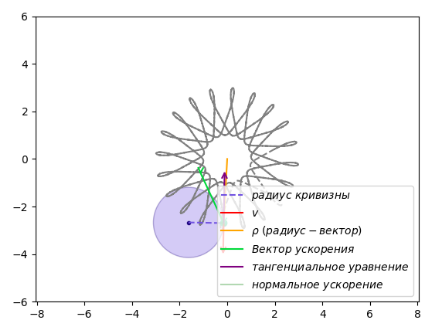 6
4
2
0
−2
−4
−6
радиус кривизны
v
ρ (радиус − вектор)
Вектор ускорения
тангенциальное уравнение
нормальное ускорение
−8 −6 −4 −2 0 2 4 6 8